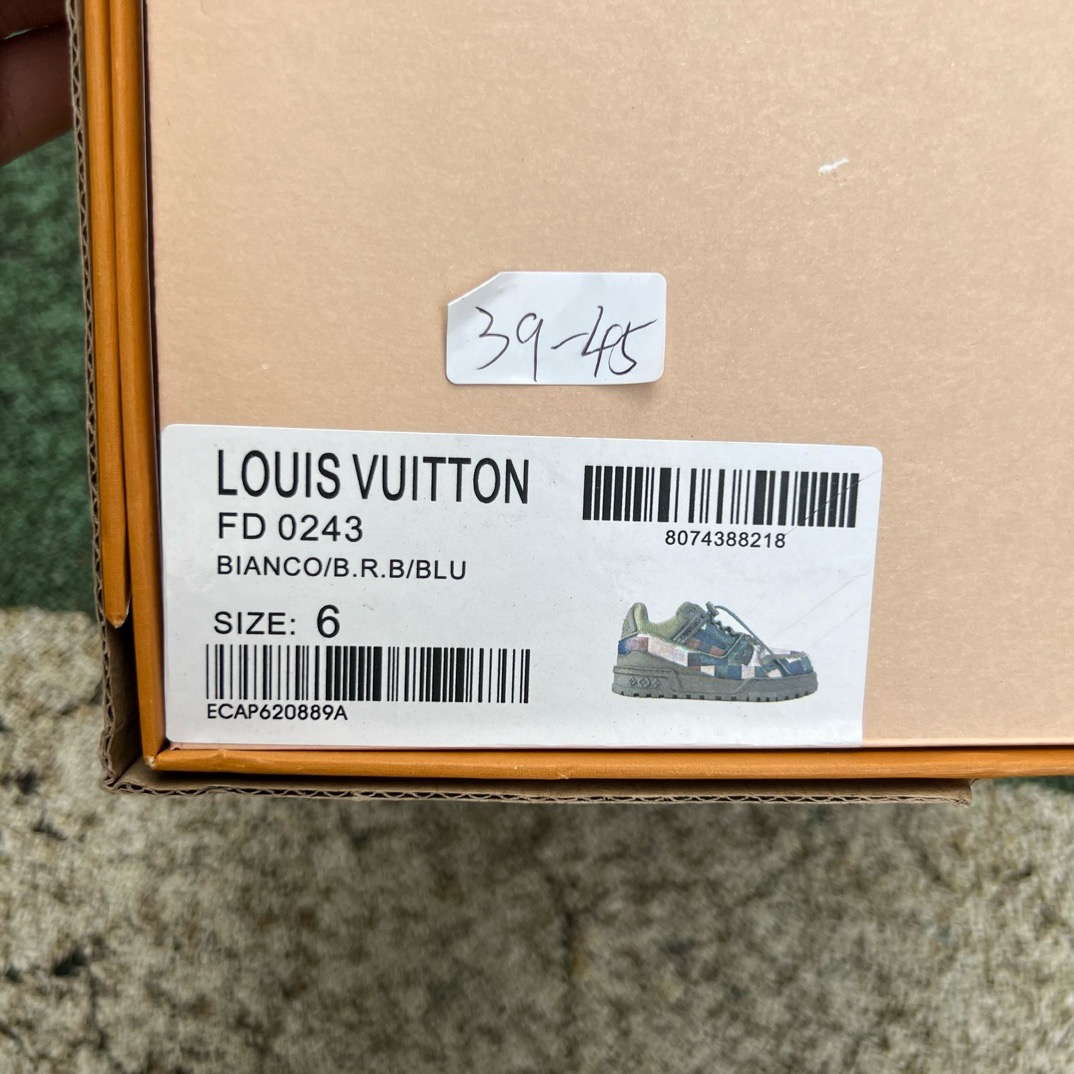 39-45
LOUIS VUITTON
FD 0243
BIANCO/B.R.B/BLU
8074388218
SIZE: 6
ECAP620889A